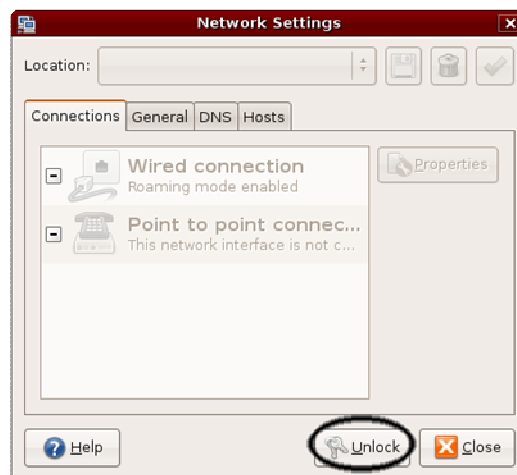 Network Settings
Location:
Connections General DNS Hosts
Wired connection
Roaming mode enabled
Properties
Point to point connec...
This network interface is not c...
Help Unlock Close